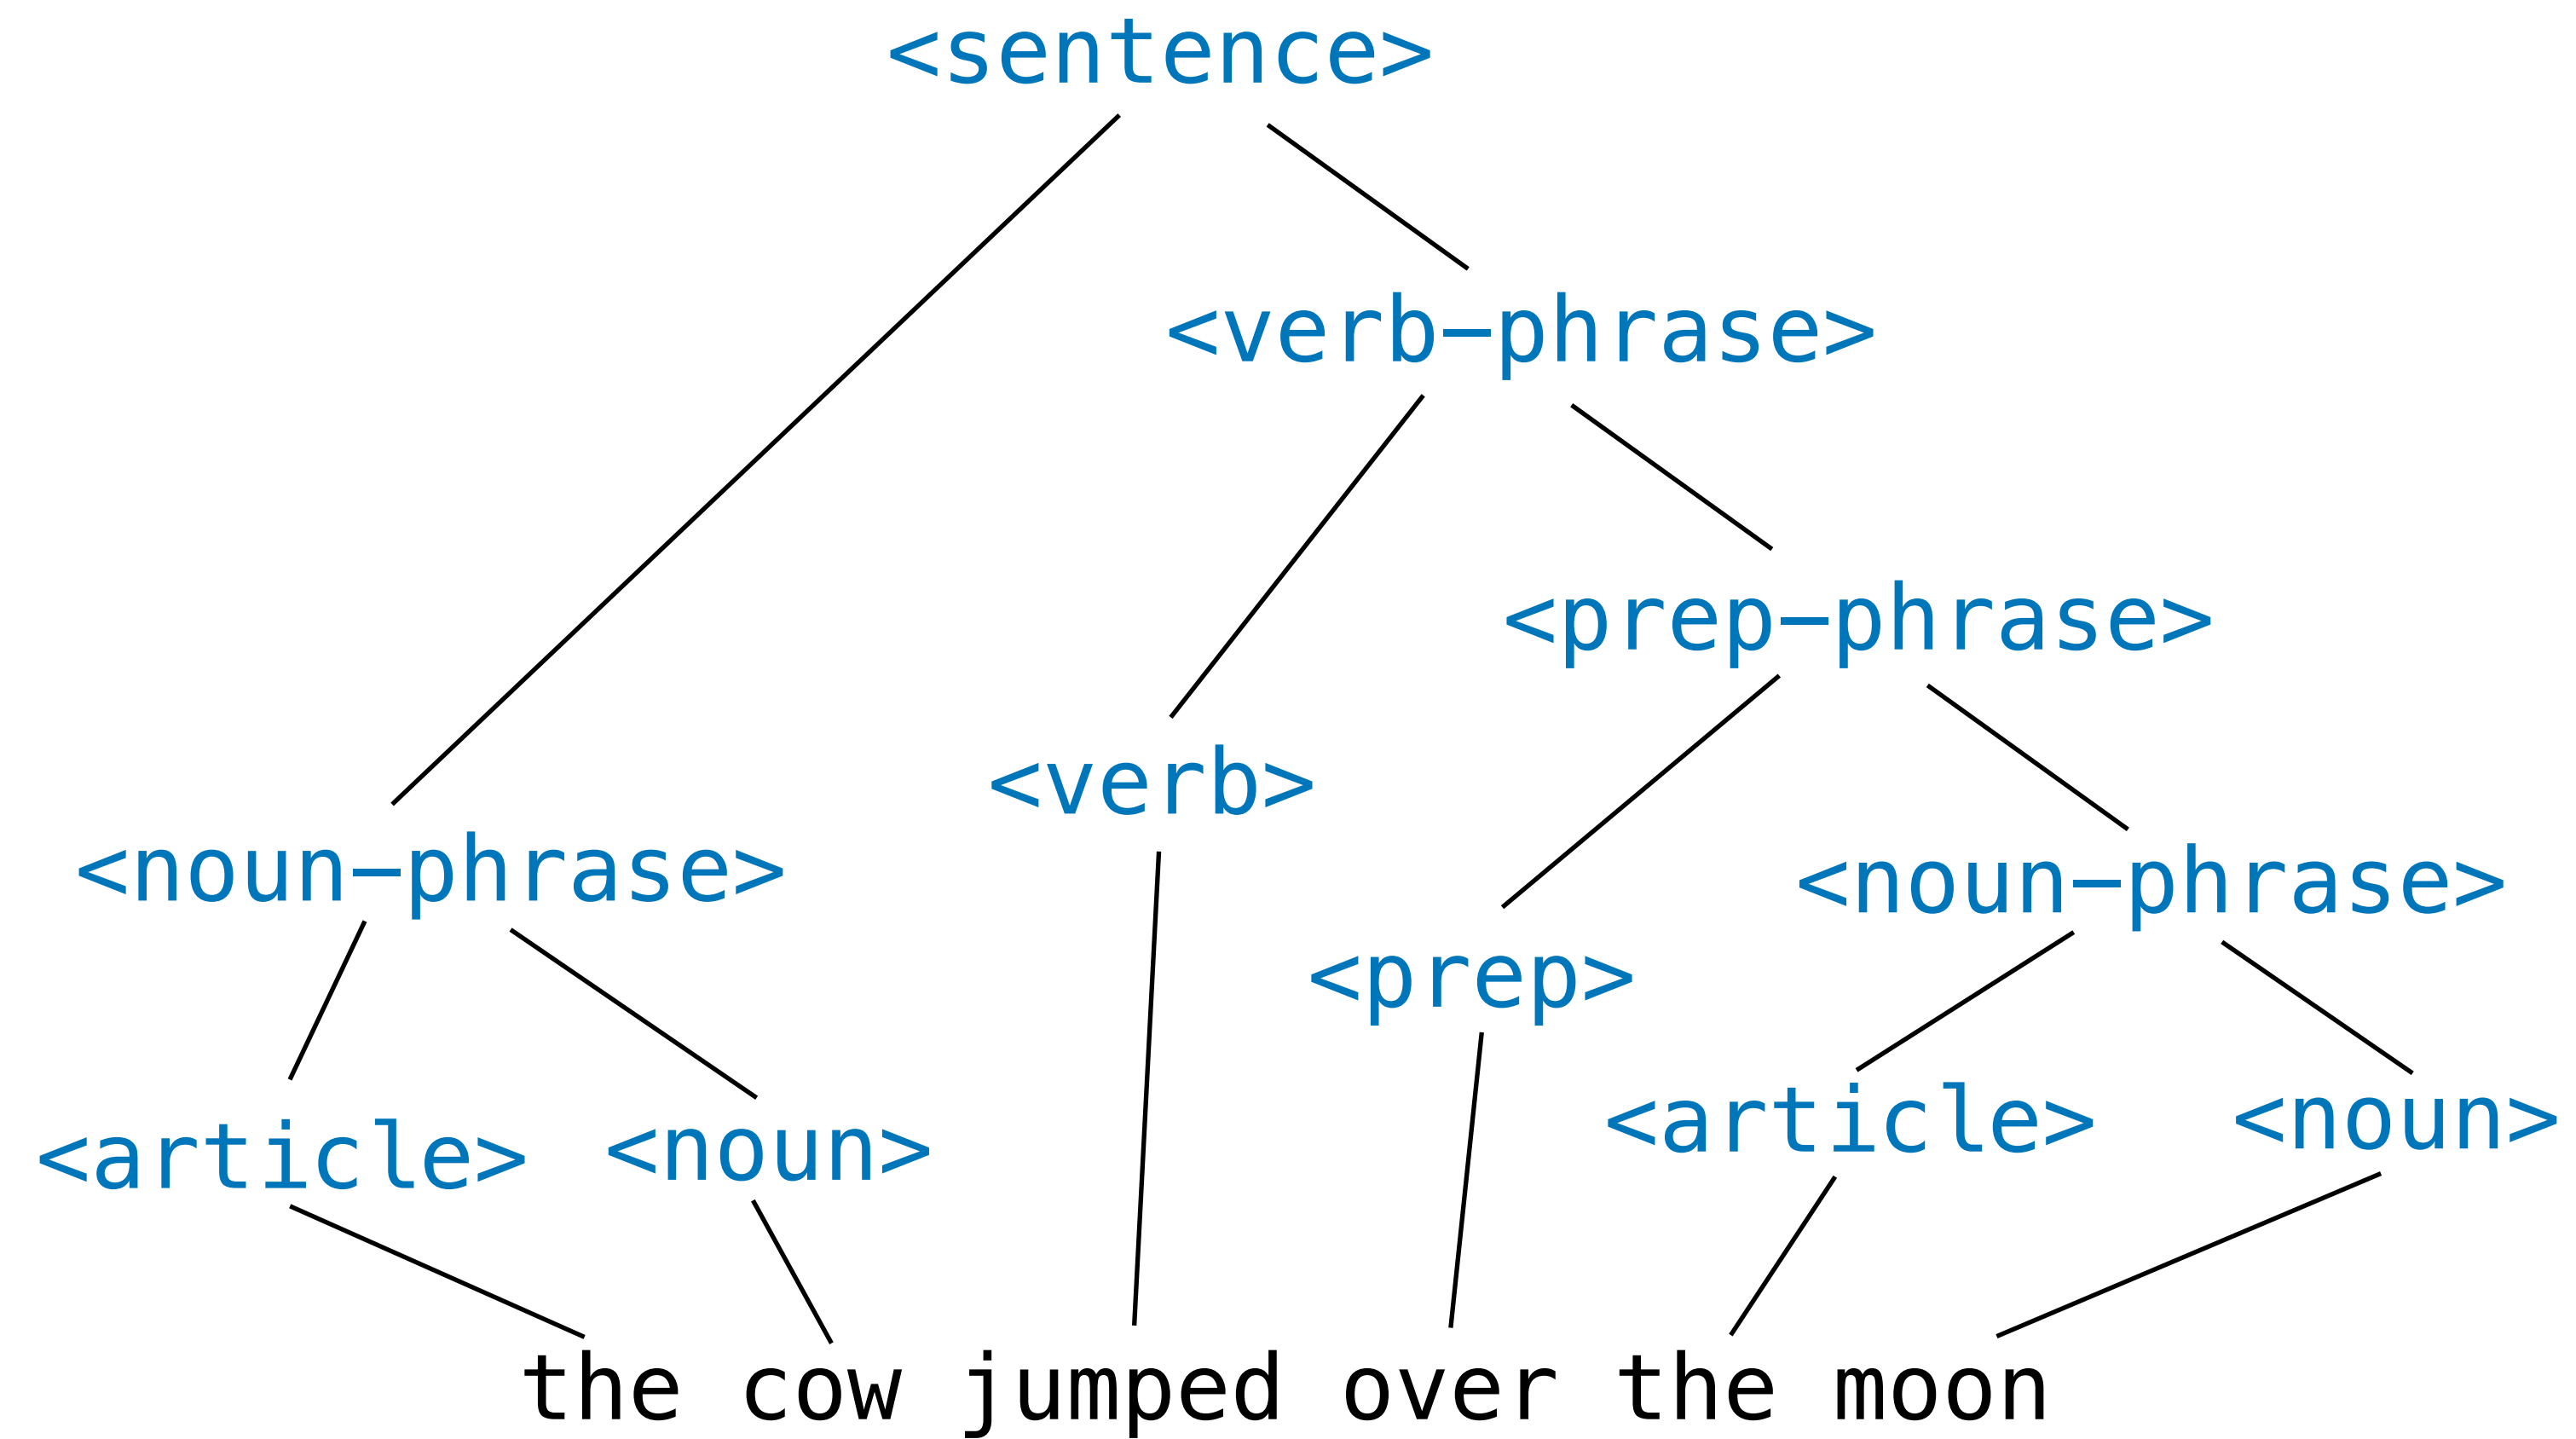 <sentence>
<verb-phrase>
<prep-phrase>
<verb>
<noun-phrase> <noun-phrase>
<prep>
<article> <noun> <article> <noun>
the cow jumped over the moon